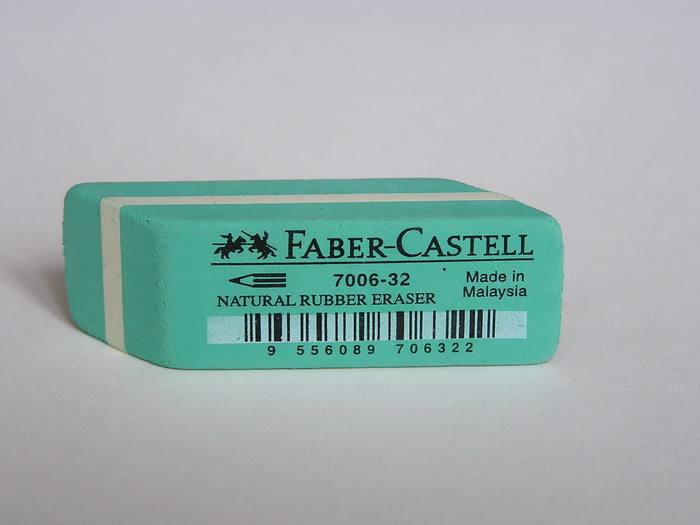 FABER-CASTELL
7006-32
Made in
Malaysia
NATURAL RUBBER ERASER
9 556089 706322